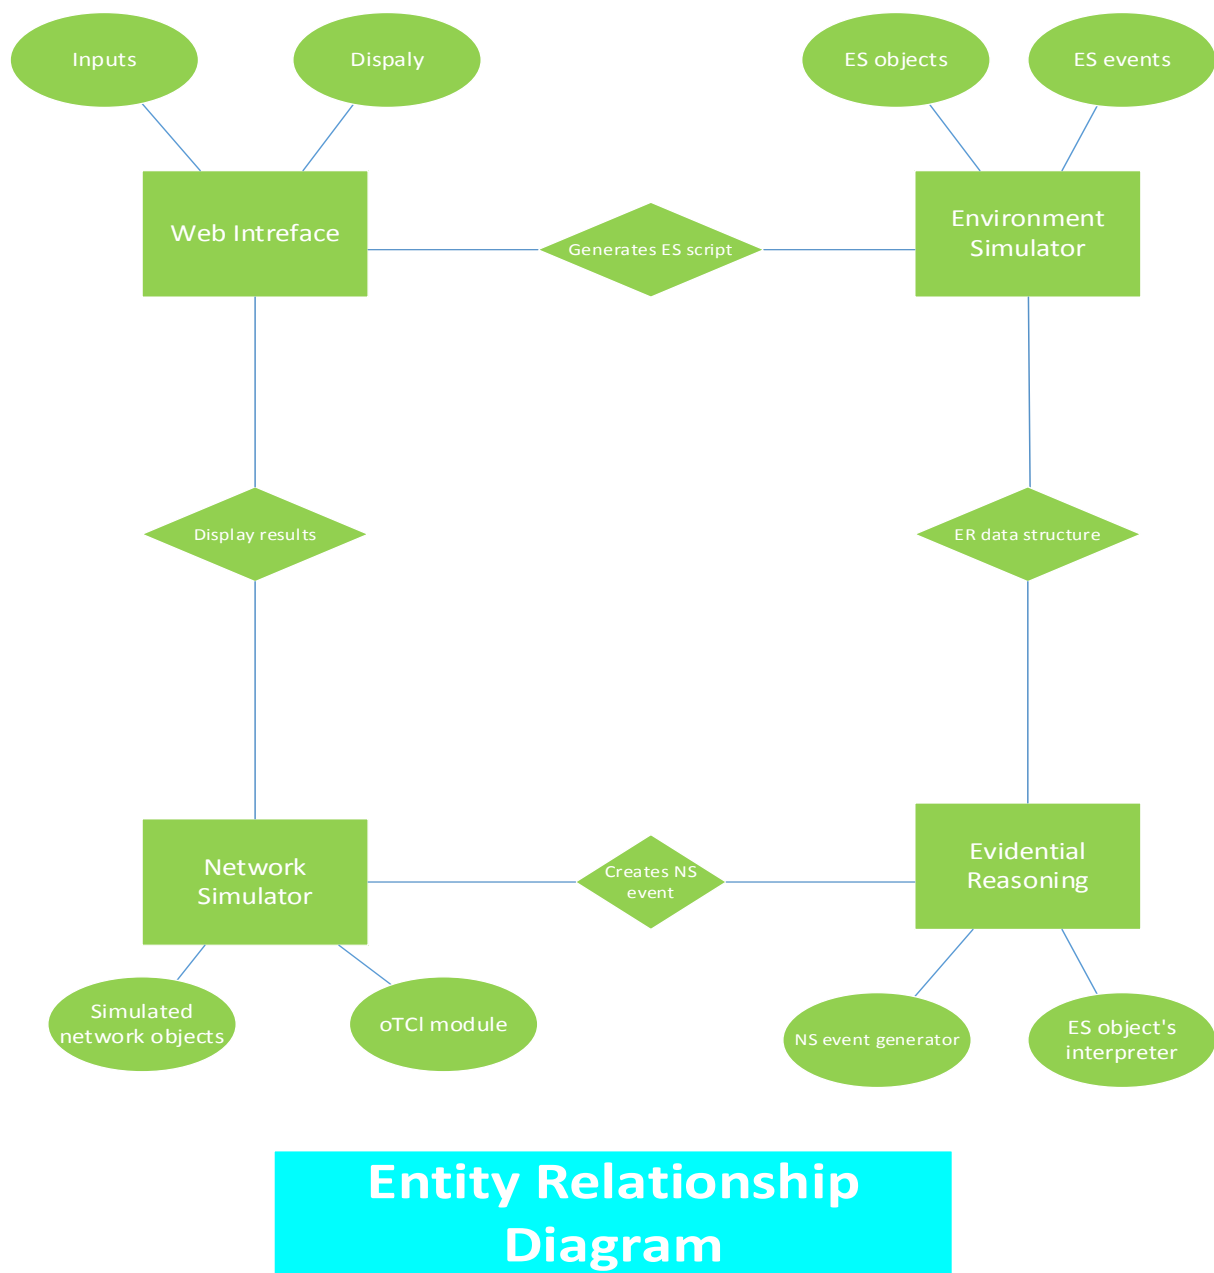 Inputs
Dispaly
ES objects
ES events
Web Intreface
Generates ES script
Environment
Simulator
Display results
ER data structure
Network
Simulator
Creates NS
event
Evidential
Reasoning
Simulated
network objects
oTCl module
NS event generator
ES object's
interpreter
Entity Relationship
Diagram